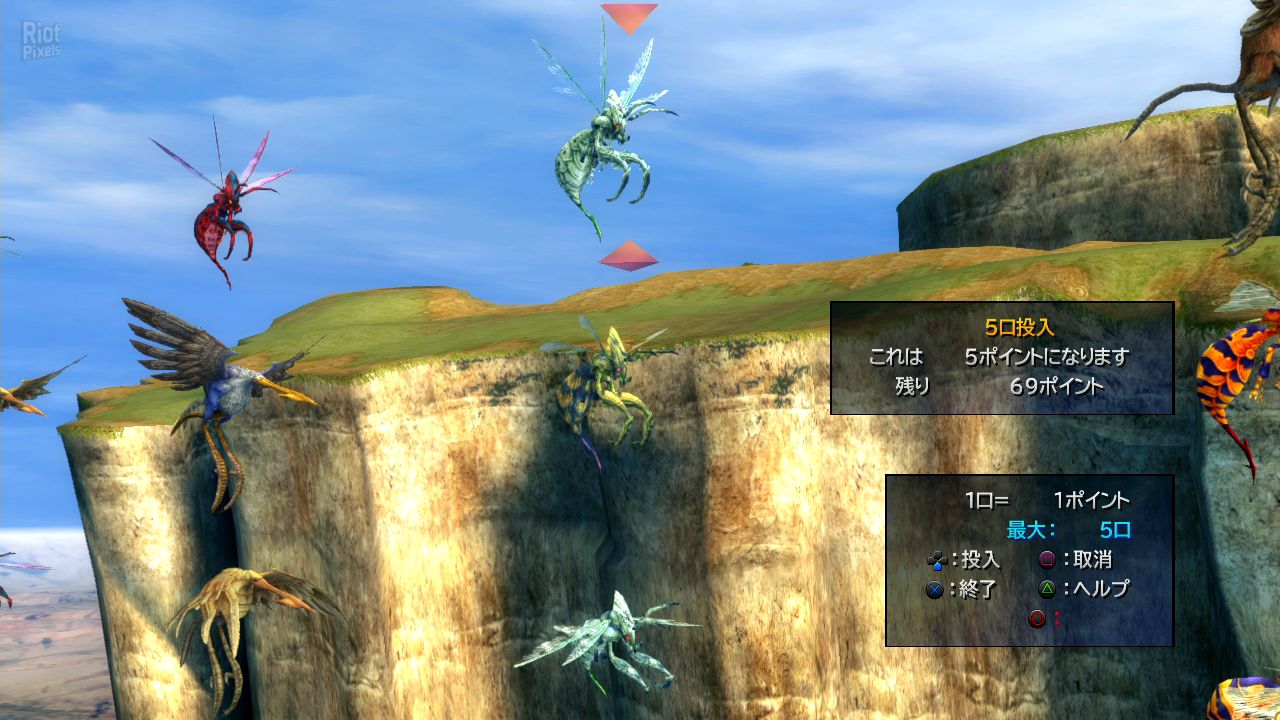 Riot
Pixels
5口投入
これは 5ポイントになります
残り 69ポイント
1口= 1ポイント
最大: 5口
:投入 :取消
:終了 :ヘルプ
: